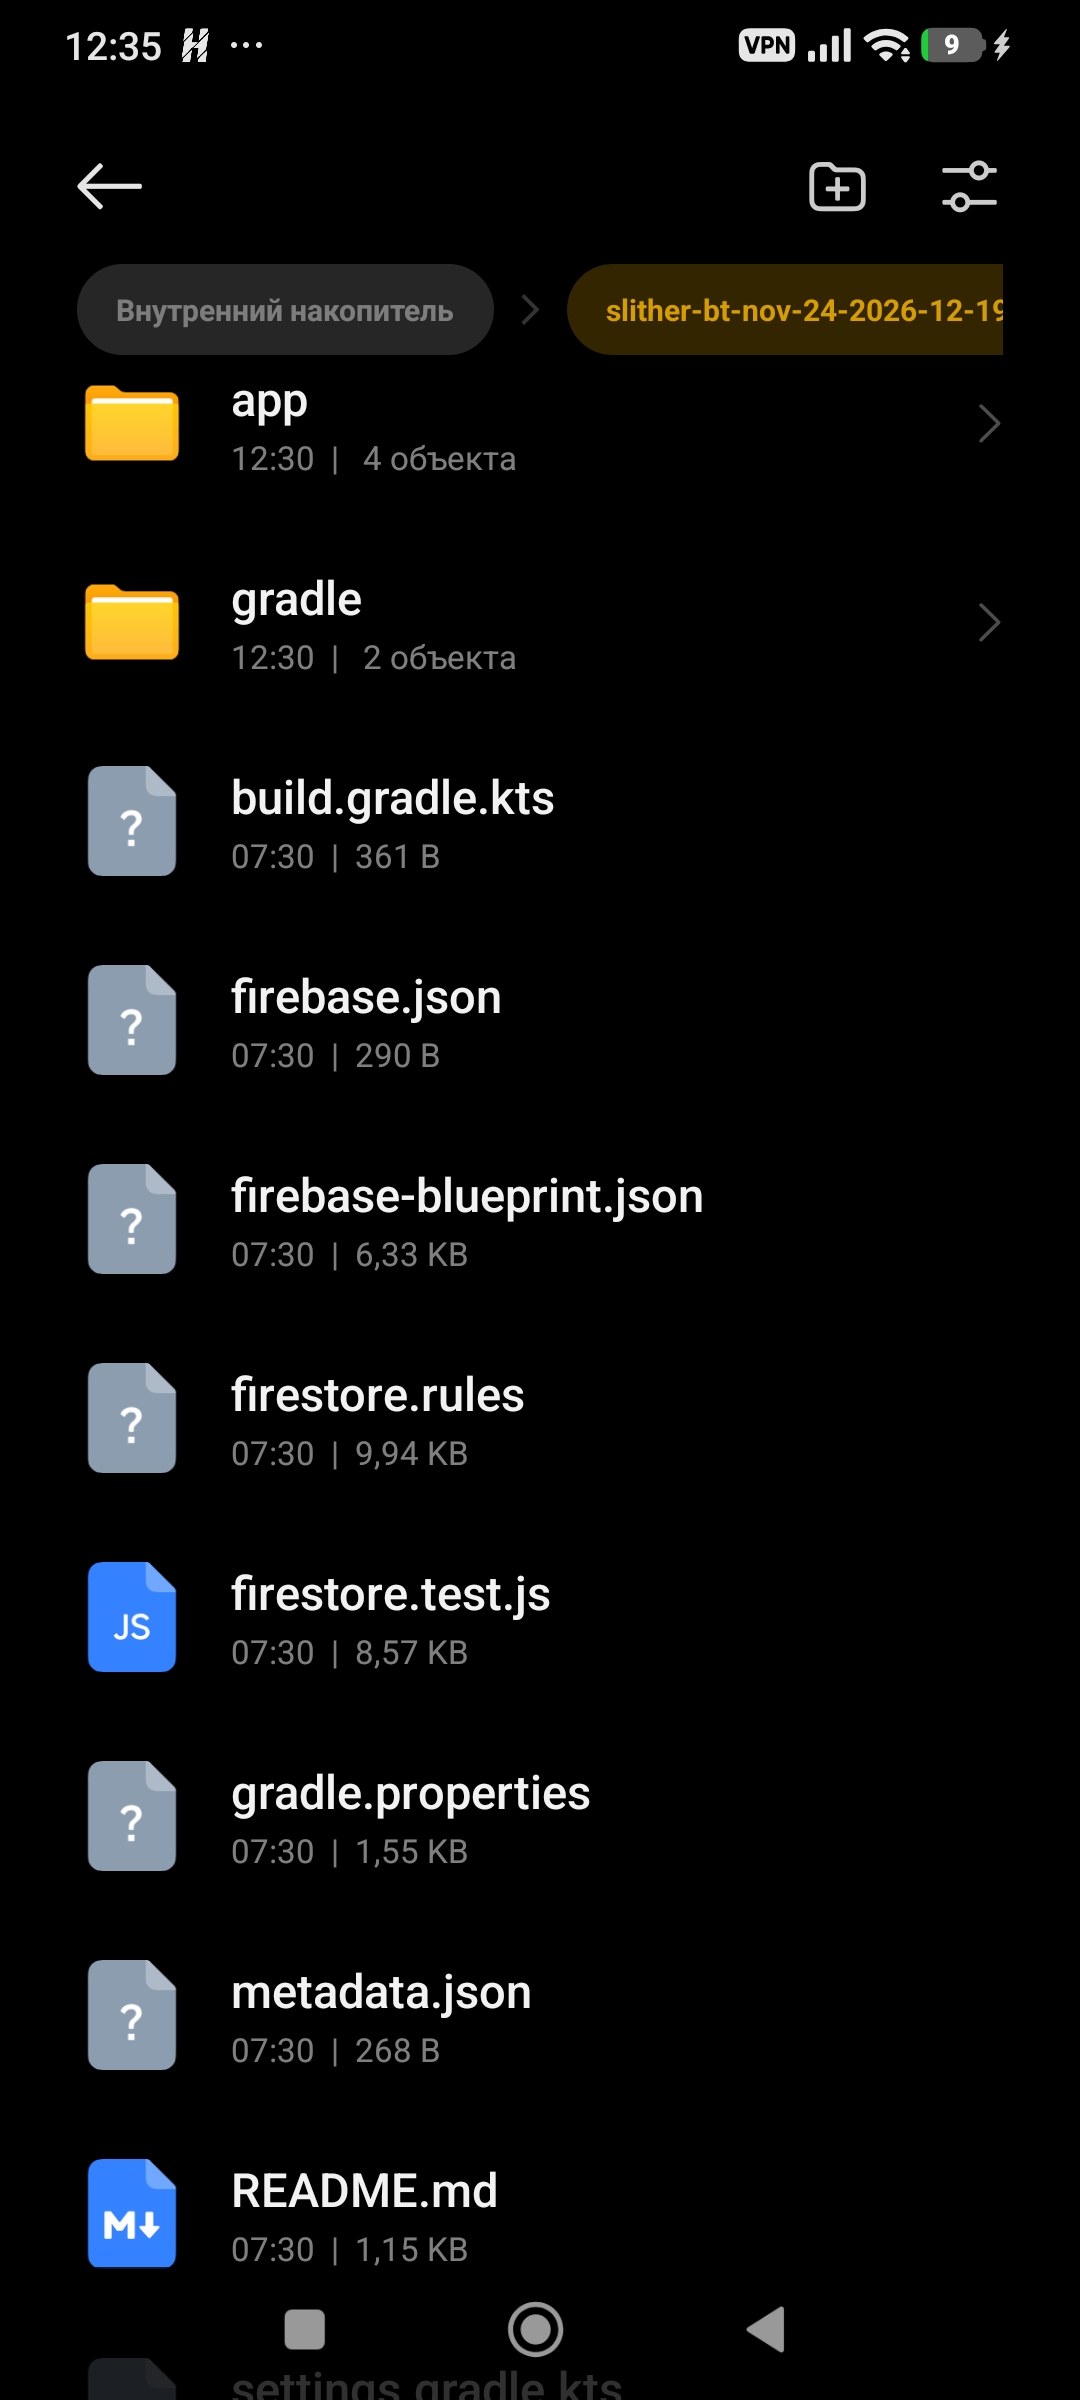 12:35
VPN
9
Внутренний накопитель
slither-bt-nov-24-2026-12-19
app
12:30 | 4 объекта
gradle
12:30 | 2 объекта
build.gradle.kts
07:30 | 361 B
firebase.json
07:30 | 290 B
firebase-blueprint.json
07:30 | 6,33 KB
firestore.rules
07:30 | 9,94 KB
JS
firestore.test.js
07:30 | 8,57 KB
gradle.properties
07:30 | 1,55 KB
metadata.json
07:30 | 268 B
M
README.md
07:30 | 1,15 KB
settings.gradle.kts